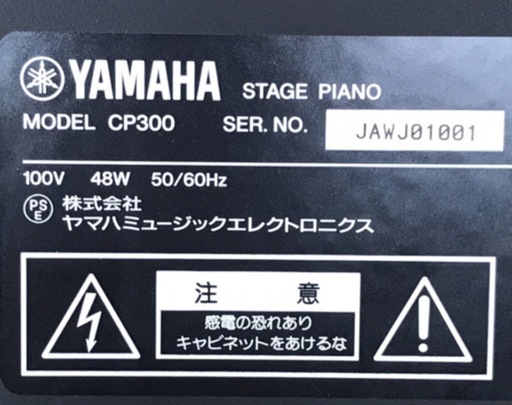 YAMAHA STAGE PIANO
MODEL CP300 SER. NO. JAWJ01001
100V 48W 50/60Hz
PSE 株式会社
ヤマハミュージックエレクトロニクス
注意
感電の恐れあり
キャビネットをあけるな